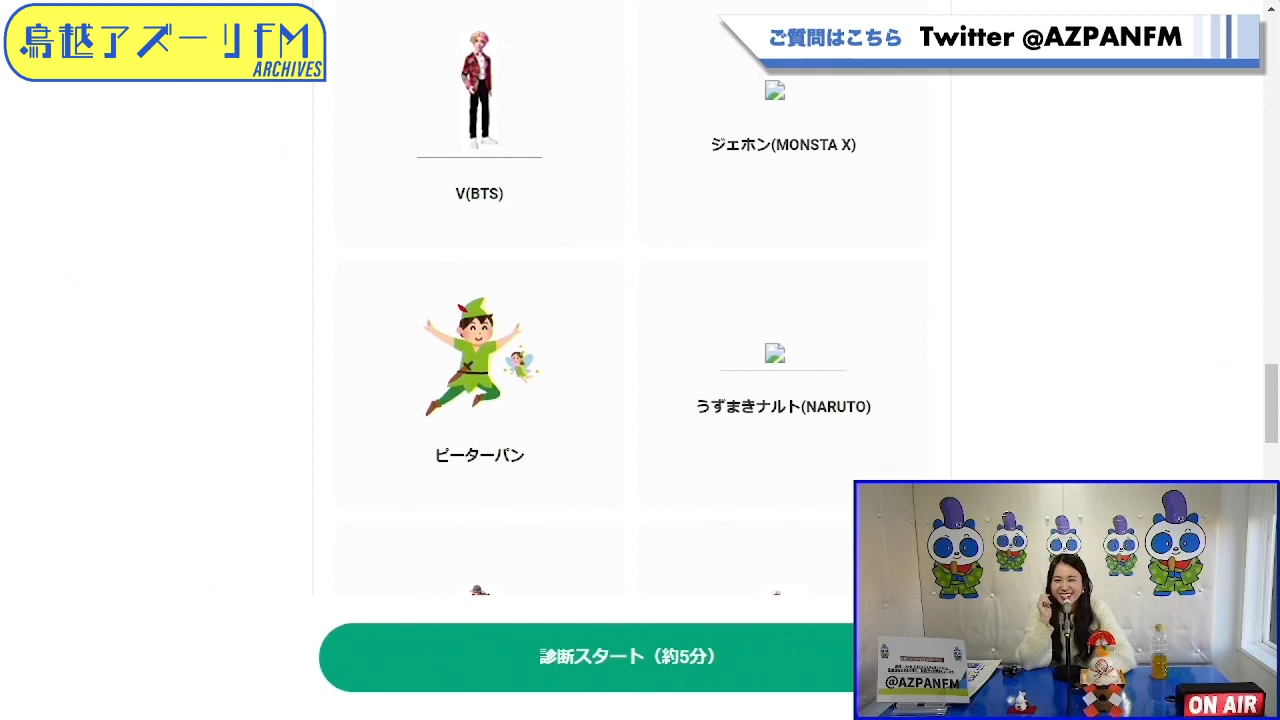 鳥越アズーリFM
ARCHIVES
ご質問はこちら Twitter @AZPANFM
V(BTS)
ジェホン(MONSTA X)
ピーターパン
うずまきナルト(NARUTO)
診断スタート（約5分）
@AZPANFM
ON AIR